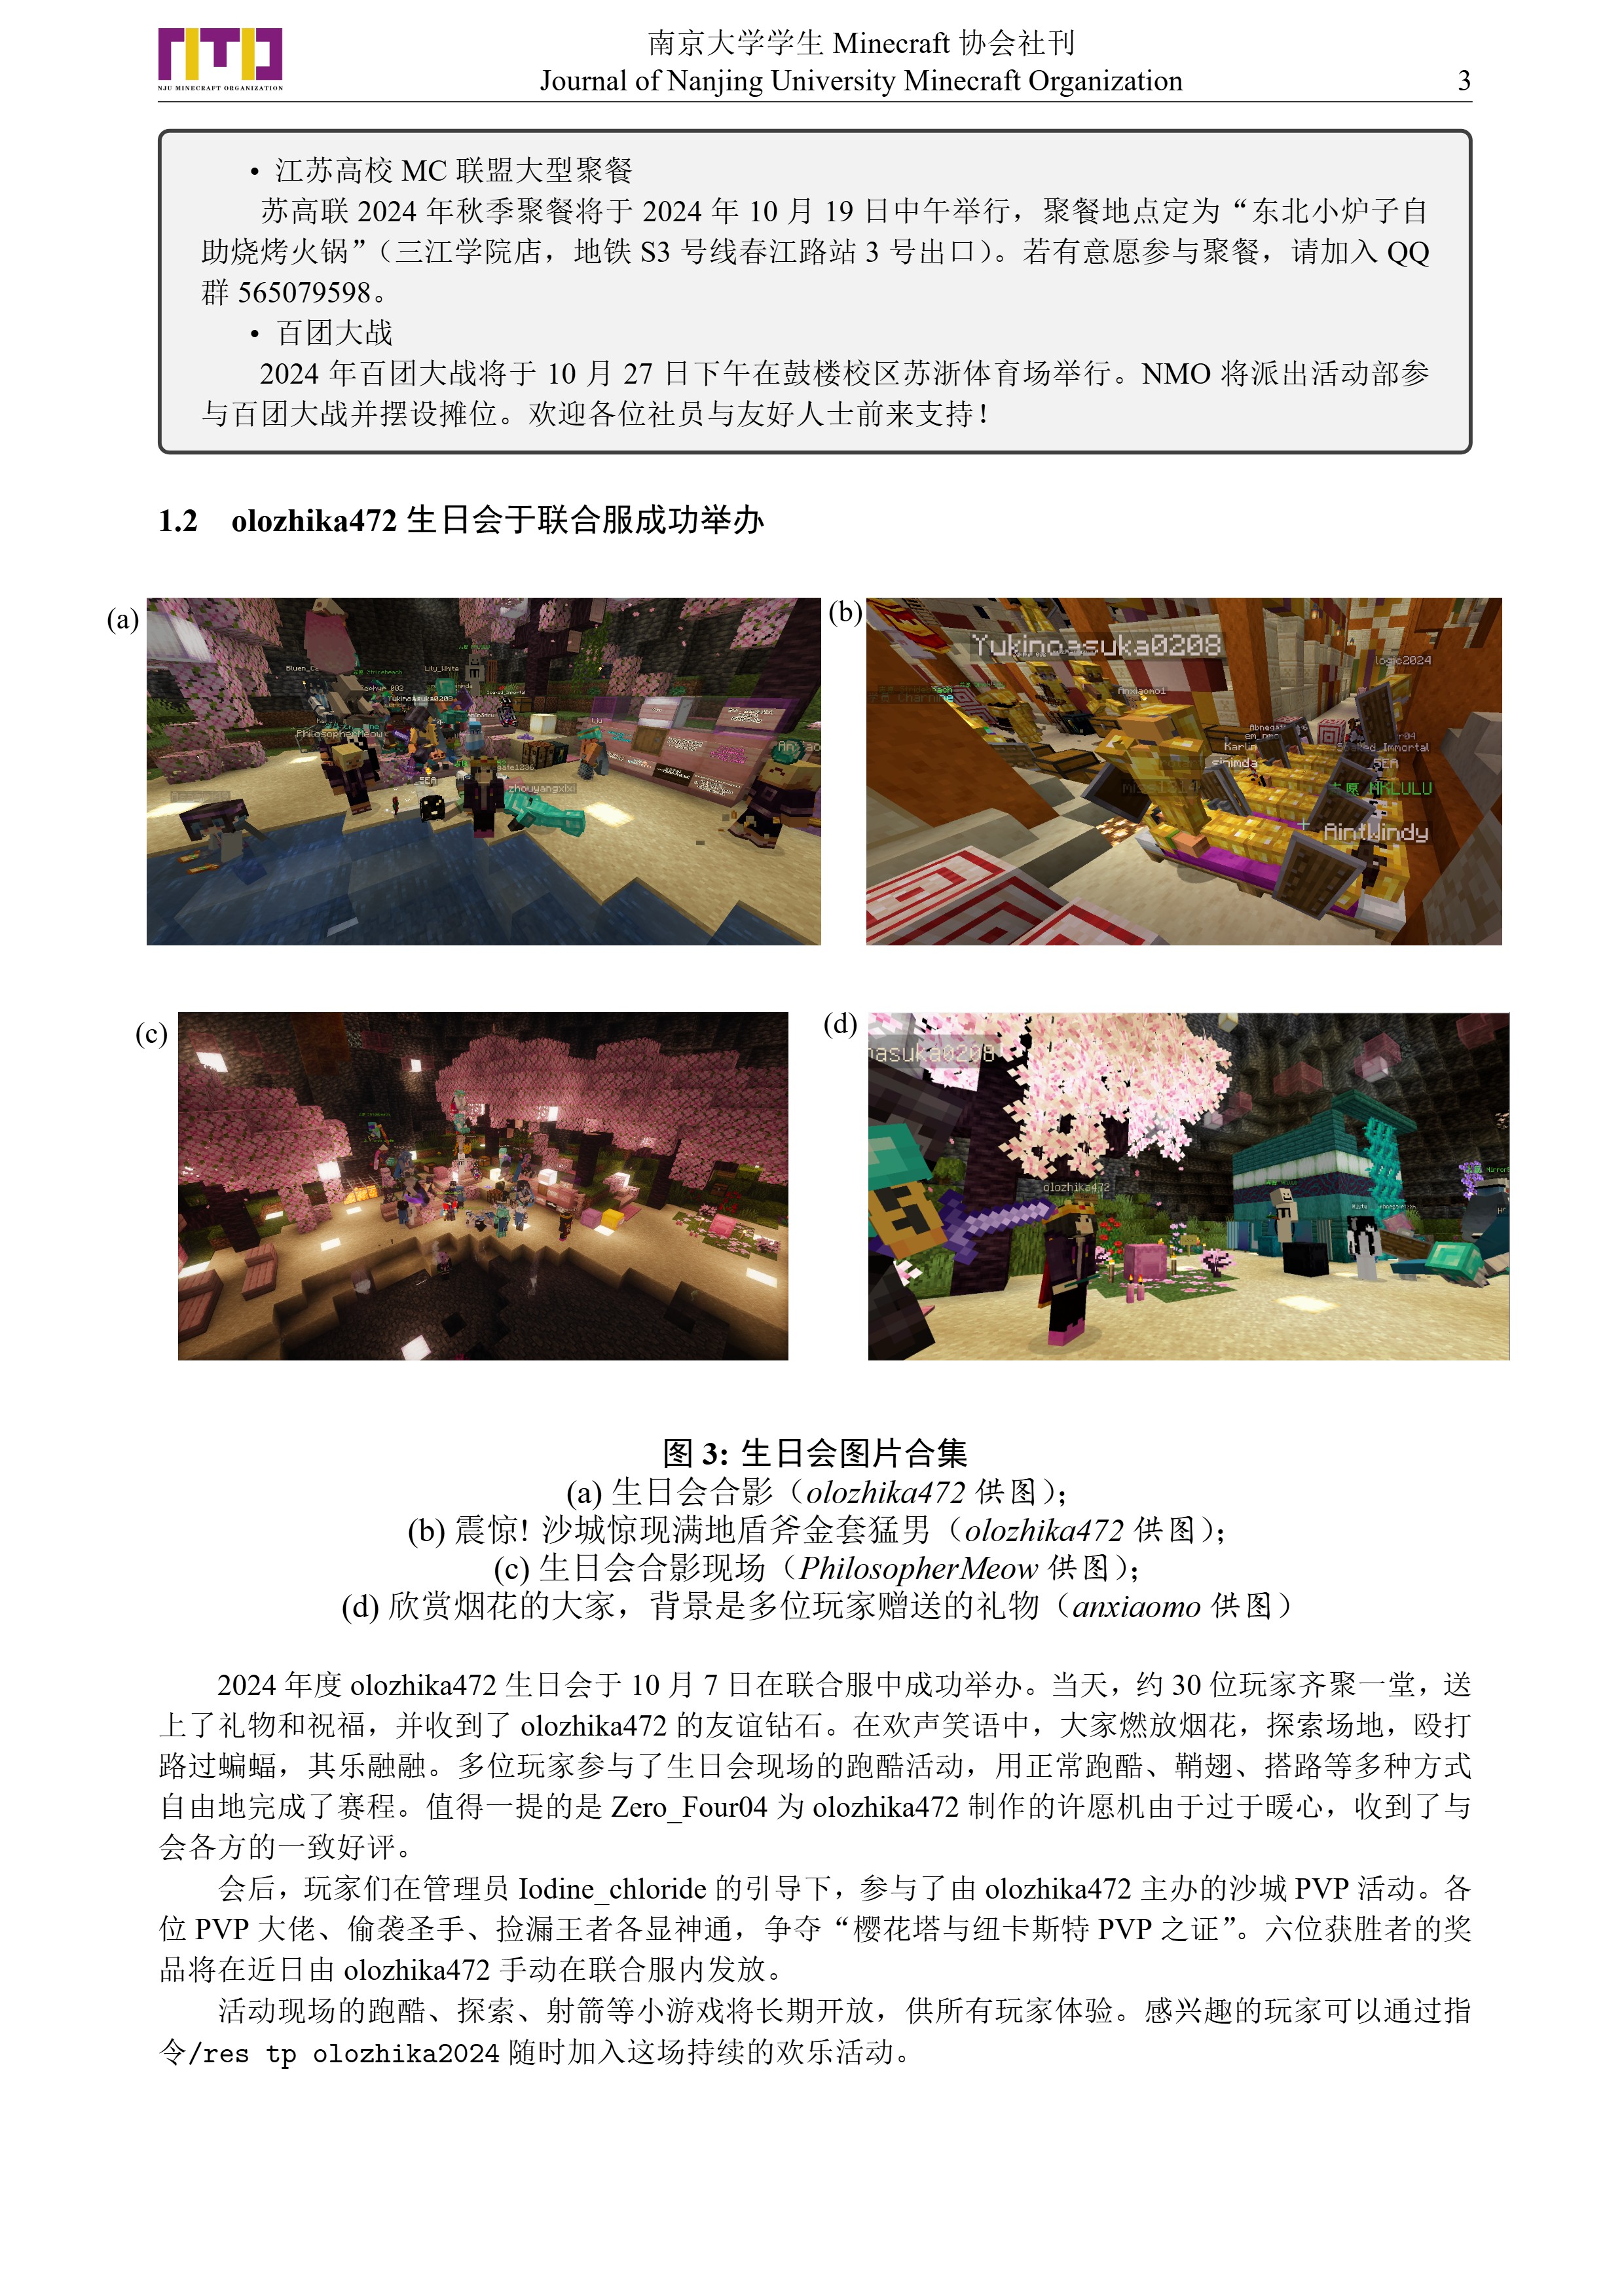 NJU MINECRAFT ORGANIZATION
南京大学学生 Minecraft 协会社刊
Journal of Nanjing University Minecraft Organization
3
• 江苏高校 MC 联盟大型聚餐
苏高联 2024 年秋季聚餐将于 2024 年 10 月 19 日中午举行，聚餐地点定为“东北小炉子自
助烧烤火锅”（三江学院店，地铁 S3 号线春江路站 3 号出口）。若有意愿参与聚餐，请加入 QQ
群 565079598。
• 百团大战
2024 年百团大战将于 10 月 27 日下午在鼓楼校区苏浙体育场举行。NMO 将派出活动部参
与百团大战并摆设摊位。欢迎各位社员与友好人士前来支持！
1.2 olozhika472 生日会于联合服成功举办
(a)
Lily_White
Yukinoasuka0208
PhilosopherMeow
SEA
zhouyangxixi
(b)
Yukinoasuka0208
logic2024
Anxiaomo1
Karlin
sinimda
Soaked_Immortal
SEA
MKLULU
AintWindy
(c)
(d)
asuka0208
olozhika472
图 3: 生日会图片合集
(a) 生日会合影（olozhika472 供图）；
(b) 震惊！沙城惊现满地盾斧金套猛男（olozhika472 供图）；
(c) 生日会合影现场（PhilosopherMeow 供图）；
(d) 欣赏烟花的大家，背景是多位玩家赠送的礼物（anxiaomo 供图）
2024 年度 olozhika472 生日会于 10 月 7 日在联合服中成功举办。当天，约 30 位玩家齐聚一堂，送
上了礼物和祝福，并收到了 olozhika472 的友谊钻石。在欢声笑语中，大家燃放烟花，探索场地，殴打
路过蝙蝠，其乐融融。多位玩家参与了生日会现场的跑酷活动，用正常跑酷、鞘翅、搭路等多种方式
自由地完成了赛程。值得一提的是 Zero_Four04 为 olozhika472 制作的许愿机由于过于暖心，收到了与
会各方的一致好评。
会后，玩家们在管理员 Iodine_chloride 的引导下，参与了由 olozhika472 主办的沙城 PVP 活动。各
位 PVP 大佬、偷袭圣手、捡漏王者各显神通，争夺“樱花塔与纽卡斯特 PVP 之证”。六位获胜者的奖
品将在近日由 olozhika472 手动在联合服内发放。
活动现场的跑酷、探索、射箭等小游戏将长期开放，供所有玩家体验。感兴趣的玩家可以通过指
令/res tp olozhika2024 随时加入这场持续的欢乐活动。